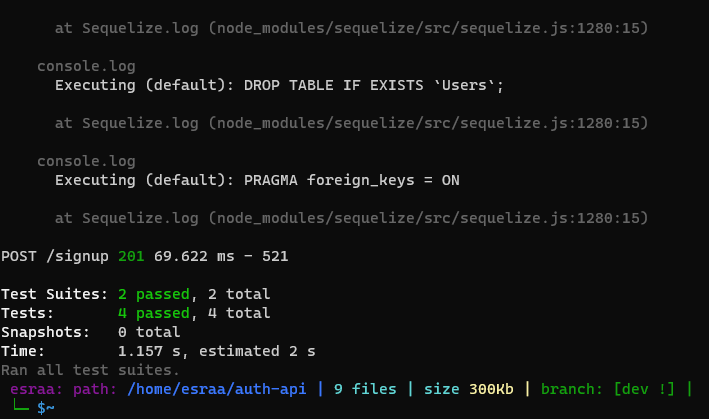 at Sequelize.log (node_modules/sequelize/src/sequelize.js:1280:15)
console.log
Executing (default): DROP TABLE IF EXISTS `Users`;
at Sequelize.log (node_modules/sequelize/src/sequelize.js:1280:15)
console.log
Executing (default): PRAGMA foreign_keys = ON
at Sequelize.log (node_modules/sequelize/src/sequelize.js:1280:15)
POST /signup 201 69.622 ms - 521
Test Suites: 2 passed, 2 total
Tests:       4 passed, 4 total
Snapshots:   0 total
Time:        1.157 s, estimated 2 s
Ran all test suites.
esraa: path: /home/esraa/auth-api | 9 files | size 300Kb | branch: [dev !] |
└─ $~